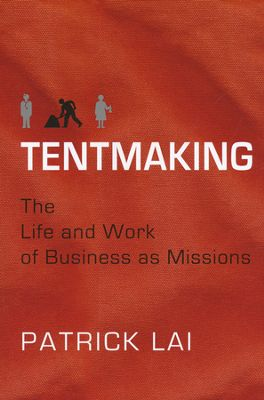 TENTMAKING
The
Life and Work
of Business as Missions
PATRICK LAI